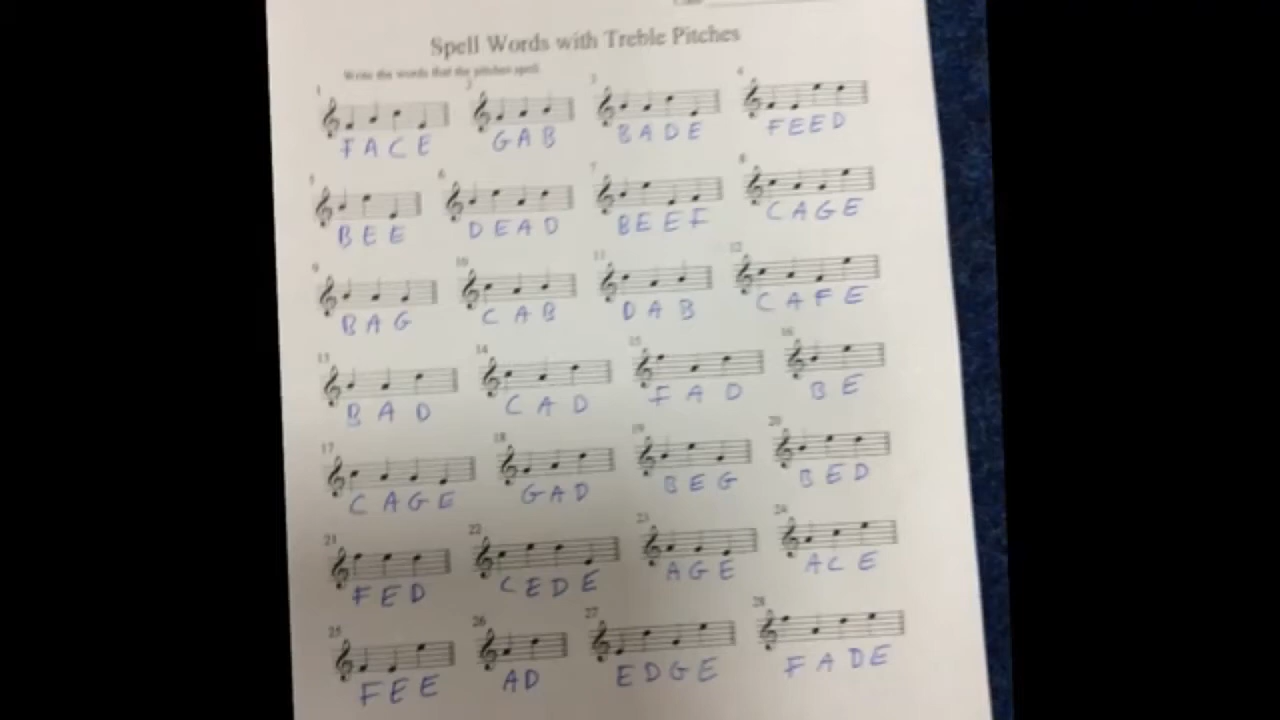 Spell Words with Treble Pitches
Write the words that the pitches spell
1 2 3 4
FACE GAB BADE FEED
5 6 7 8
BEE DEAD BEEF CAGE
9 10 11 12
BAG CAB DAB CAFE
13 14 15 16
BAD CAD FAD BE
17 18 19 20
CAGE GAD BEG BED
21 22 23 24
FED CEDE AGE ACE
25 26 27 28
FEE AD EDGE FADE